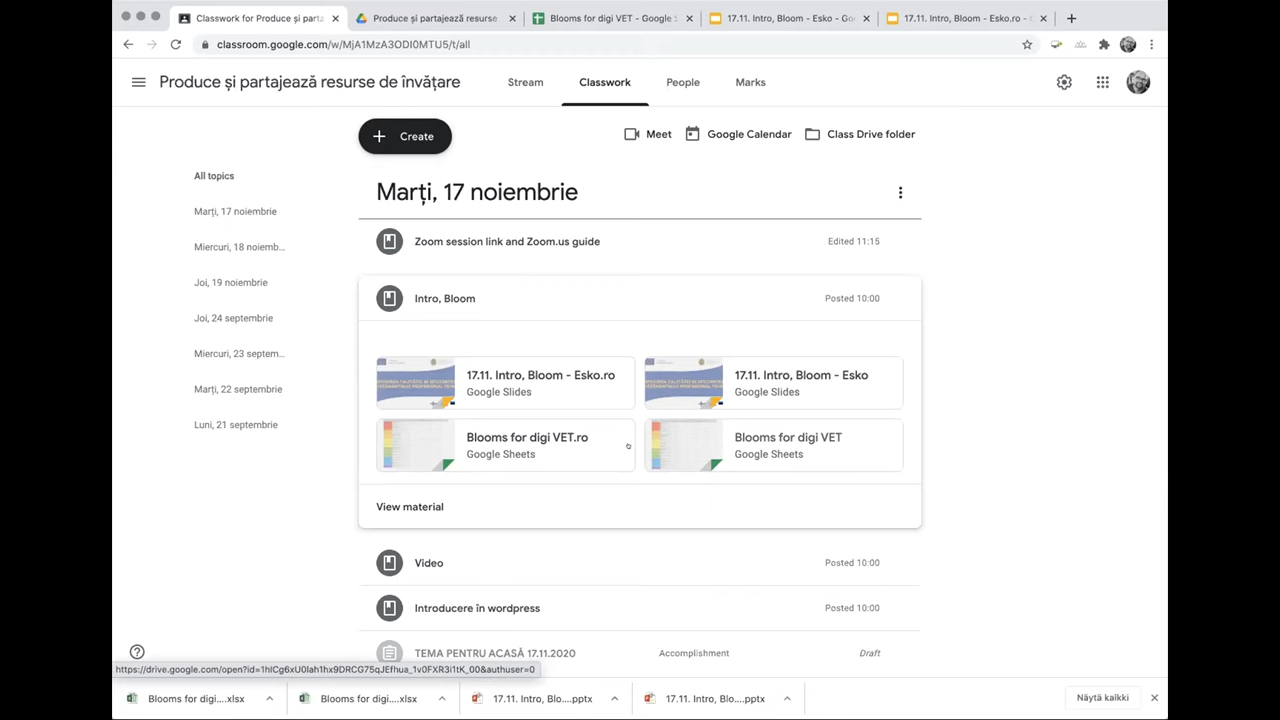 Classwork for Produce și parta
Produce și partajează resurse
Blooms for digi VET - Google S
17.11. Intro, Bloom - Esko - Go
17.11. Intro, Bloom - Esko.ro -
classroom.google.com/w/MjA1MzA3ODI0MTU5/t/all
Produce și partajează resurse de învățare
Stream
Classwork
People
Marks
Create
Meet
Google Calendar
Class Drive folder
All topics
Marți, 17 noiembrie
Miercuri, 18 noiemb...
Joi, 19 noiembrie
Joi, 24 septembrie
Miercuri, 23 septem...
Marți, 22 septembrie
Luni, 21 septembrie
Marți, 17 noiembrie
Zoom session link and Zoom.us guide
Edited 11:15
Intro, Bloom
Posted 10:00
17.11. Intro, Bloom - Esko.ro
Google Slides
17.11. Intro, Bloom - Esko
Google Slides
Blooms for digi VET.ro
Google Sheets
Blooms for digi VET
Google Sheets
View material
Video
Posted 10:00
Introducere în wordpress
Posted 10:00
TEMA PENTRU ACASĂ 17.11.2020
Accomplishment
Draft
https://drive.google.com/open?id=1hlCg6xU0lah1hx9DRCG75qJEfhua_1v0FXR3i1tK_00&authuser=0
Blooms for digi....xlsx
Blooms for digi....xlsx
17.11. Intro, Blo....pptx
17.11. Intro, Blo....pptx
Näytä kaikki